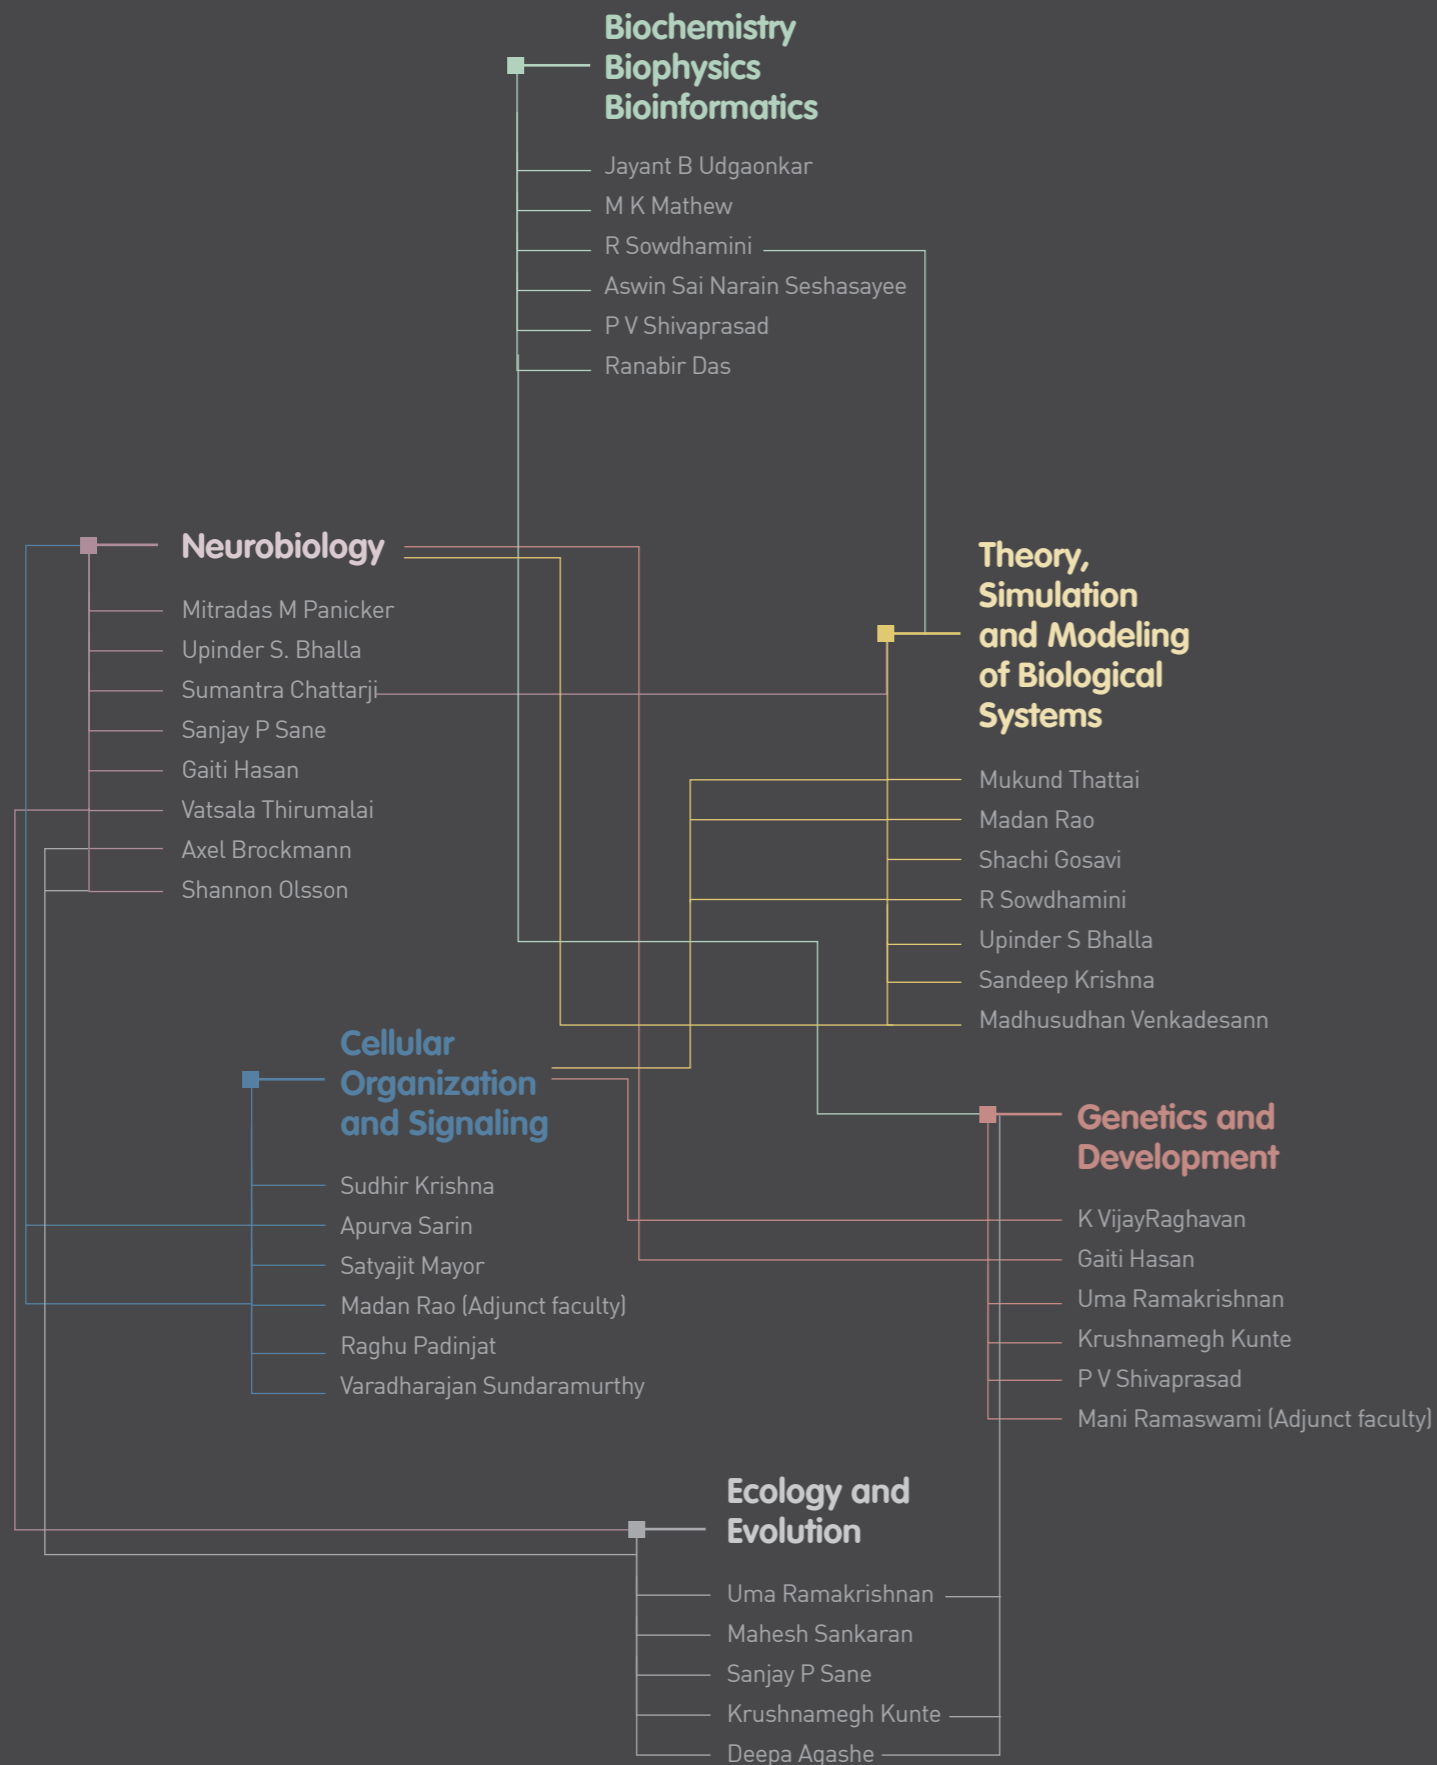 Biochemistry
Biophysics
Bioinformatics
Jayant B Udgaonkar
M K Mathew
R Sowdhamini
Aswin Sai Narain Seshasayee
P V Shivaprasad
Ranabir Das
Neurobiology
Mitradas M Panicker
Upinder S. Bhalla
Sumantra Chattarji
Sanjay P Sane
Gaiti Hasan
Vatsala Thirumalai
Axel Brockmann
Shannon Olsson
Theory,
Simulation
and Modeling
of Biological
Systems
Mukund Thattai
Madan Rao
Shachi Gosavi
R Sowdhamini
Upinder S Bhalla
Sandeep Krishna
Madhusudhan Venkadesann
Cellular
Organization
and Signaling
Sudhir Krishna
Apurva Sarin
Satyajit Mayor
Madan Rao (Adjunct faculty)
Raghu Padinjat
Varadharajan Sundaramurthy
Genetics and
Development
K VijayRaghavan
Gaiti Hasan
Uma Ramakrishnan
Krushnamegh Kunte
P V Shivaprasad
Mani Ramaswami (Adjunct faculty)
Ecology and
Evolution
Uma Ramakrishnan
Mahesh Sankaran
Sanjay P Sane
Krushnamegh Kunte
Deepa Agashe